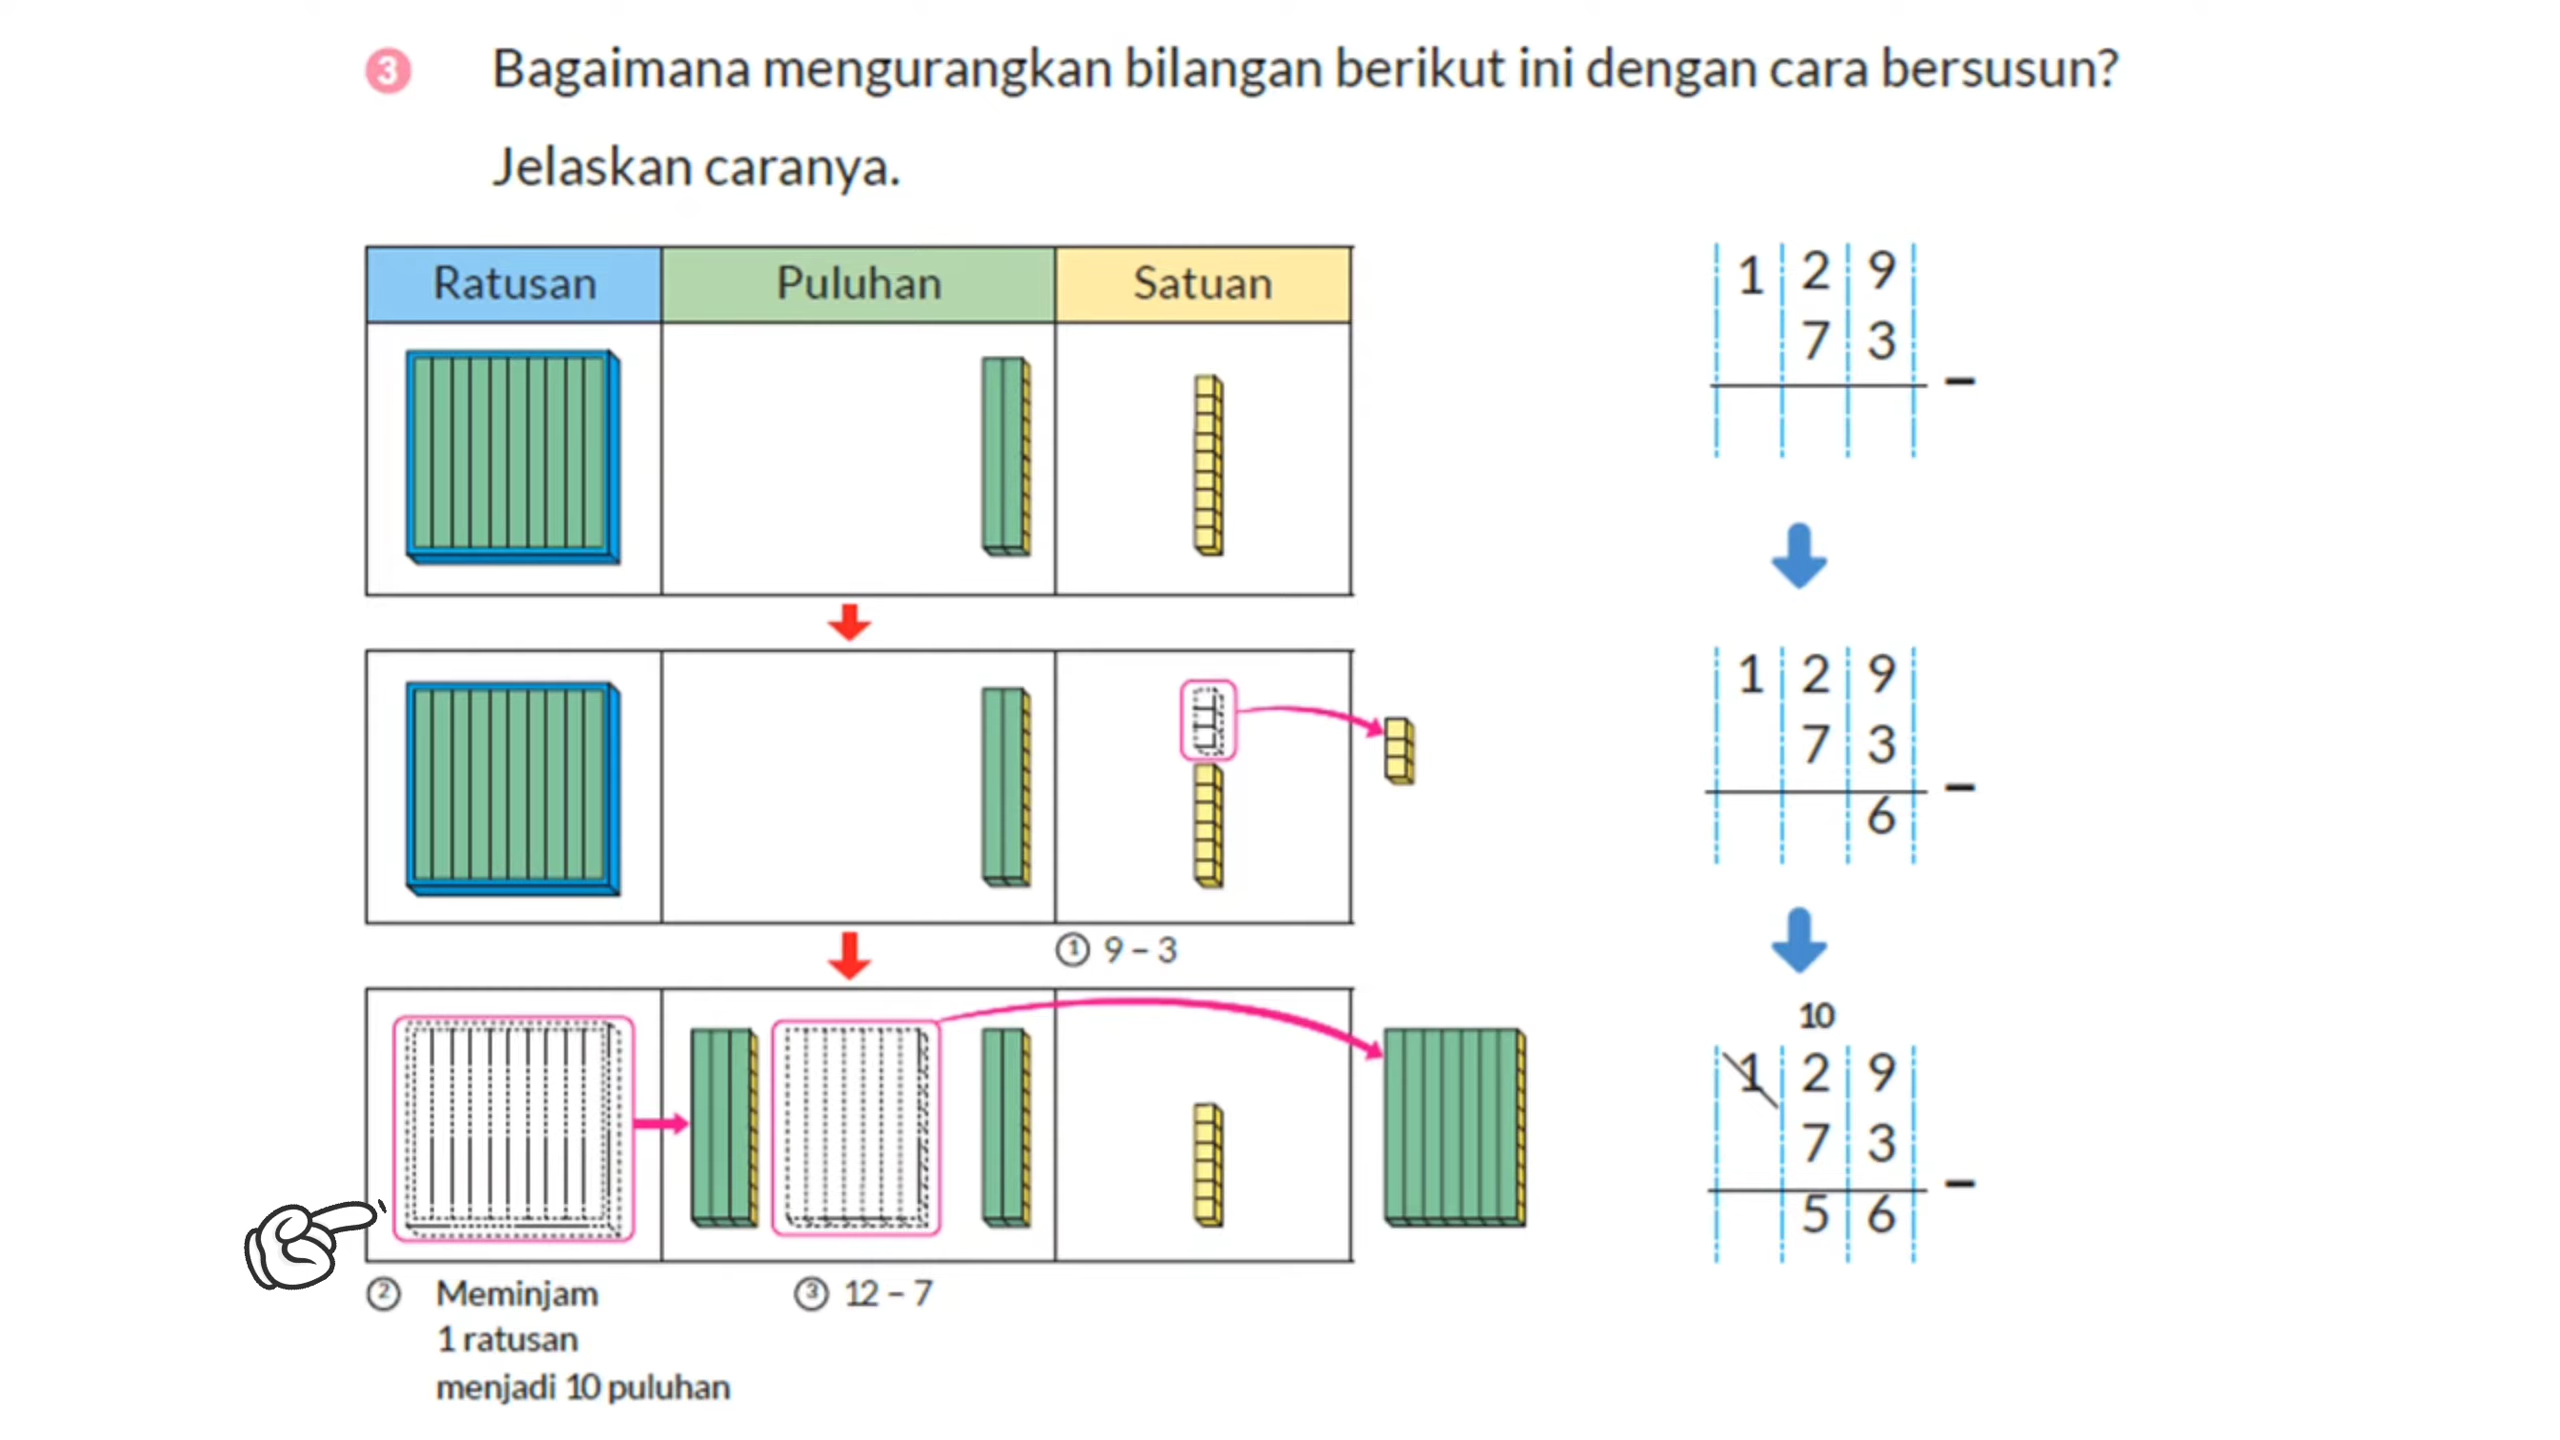 3 Bagaimana mengurangkan bilangan berikut ini dengan cara bersusun?
Jelaskan caranya.
Ratusan Puluhan Satuan
1 2 9
7 3
–
1 2 9
7 3
–
6
① 9 – 3
10
1 2 9
7 3
–
5 6
② Meminjam
1 ratusan
menjadi 10 puluhan
③ 12 – 7